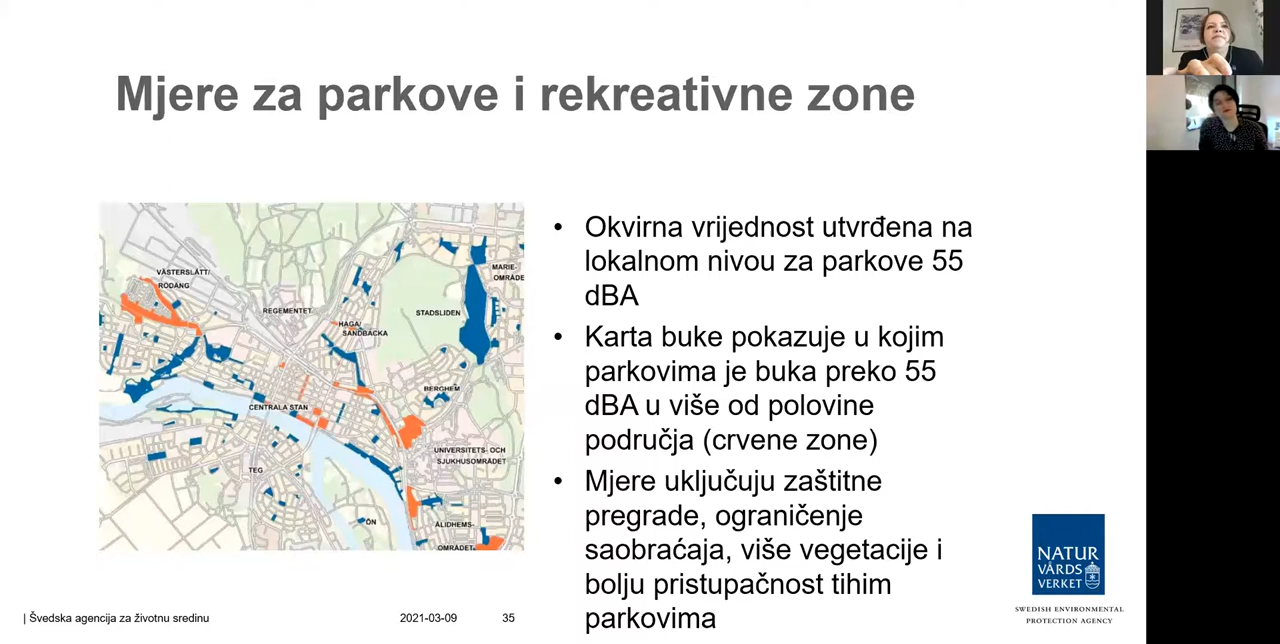 Mjere za parkove i rekreativne zone
VÄSTERSLÄTT/
RÖDÄNG
REGEMENTET
HAGA/
SANDBACKA
STADSLIDEN
MARIE-
OMRÅDE
BERGHEM
CENTRALA STAN
UNIVERSITETS- OCH
SJUKHUSOMRÅDET
TEG
ÖN
ÅLIDHEMS-
OMRÅDET
• Okvirna vrijednost utvrđena na
lokalnom nivou za parkove 55
dBA
• Karta buke pokazuje u kojim
parkovima je buka preko 55
dBA u više od polovine
područja (crvene zone)
• Mjere uključuju zaštitne
pregrade, ograničenje
saobraćaja, više vegetacije i
bolju pristupačnost tihim
parkovima
NATUR
VÅRDS
VERKET
SWEDISH ENVIRONMENTAL
PROTECTION AGENCY
| Švedska agencija za životnu sredinu
2021-03-09
35